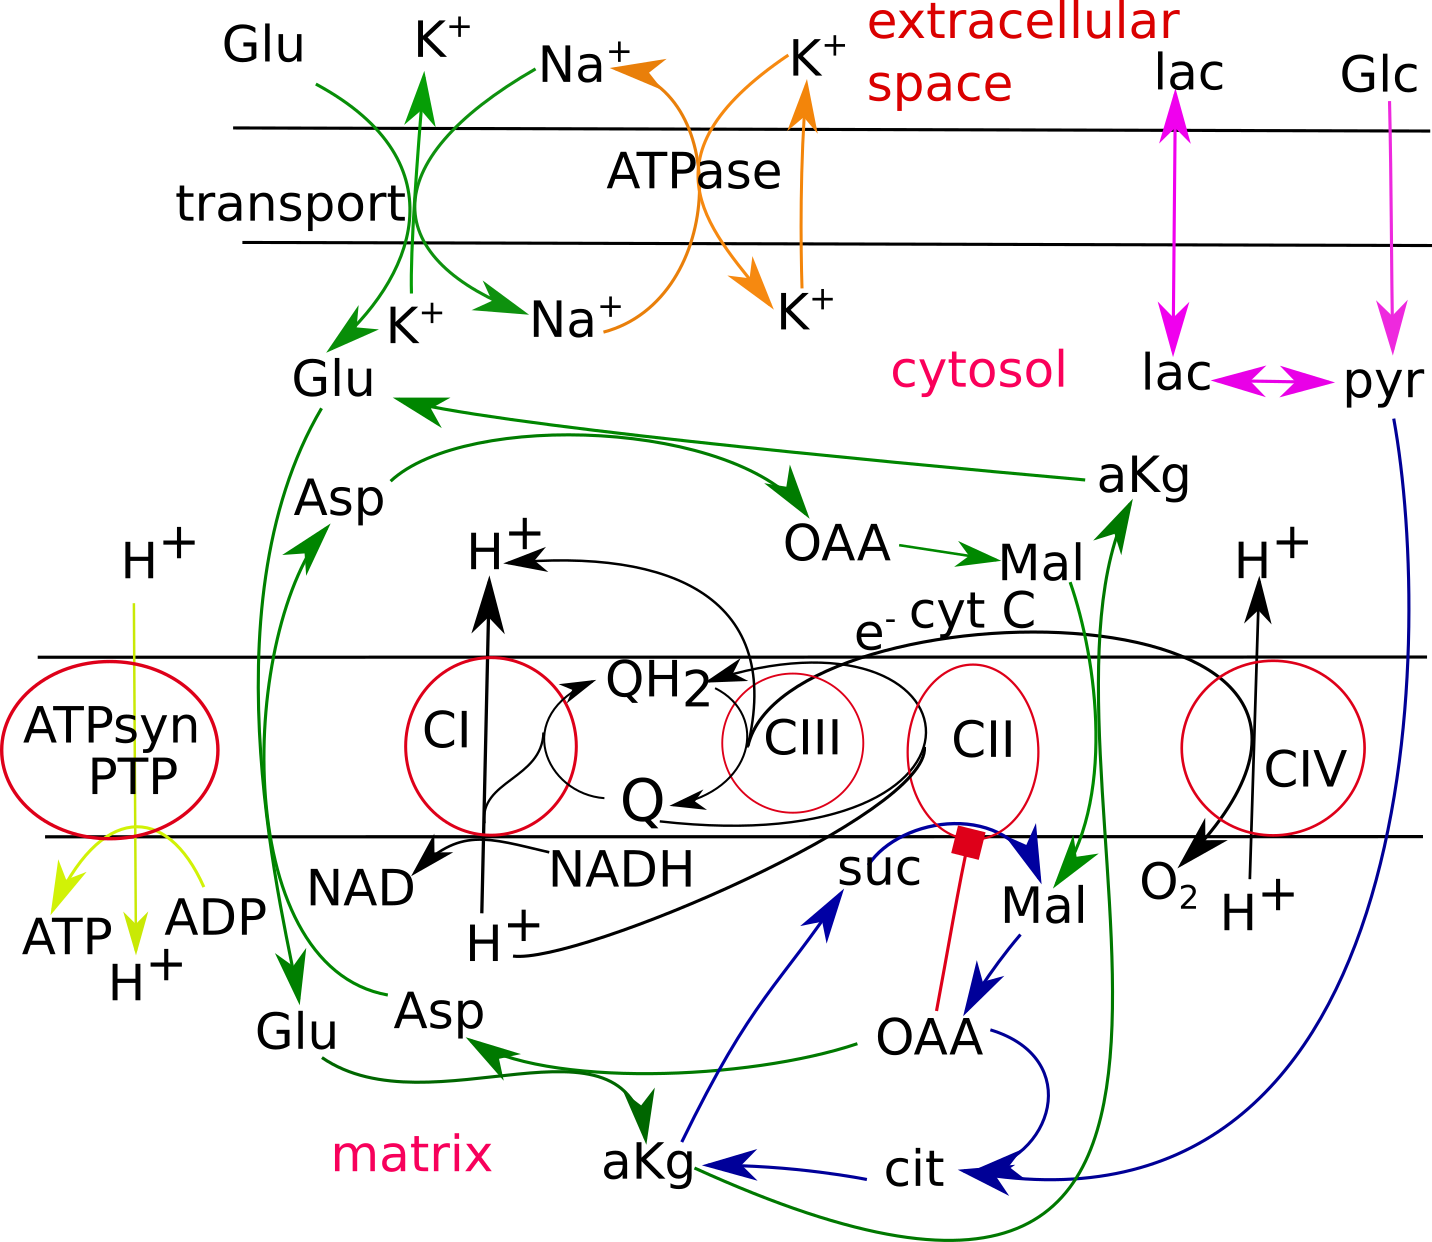 Glu
K+
Na+
K+
extracellular
space
lac
Glc
transport
ATPase
K+
Na+
K+
Glu
cytosol
lac
pyr
Asp
aKg
H+
H+
OAA
Mal
H+
e-
cyt C
ATPsyn
PTP
CI
QH2
Q
CIII
CII
CIV
NAD
NADH
suc
Mal
O2
H+
ATP
ADP
H+
H+
Glu
Asp
OAA
matrix
aKg
cit